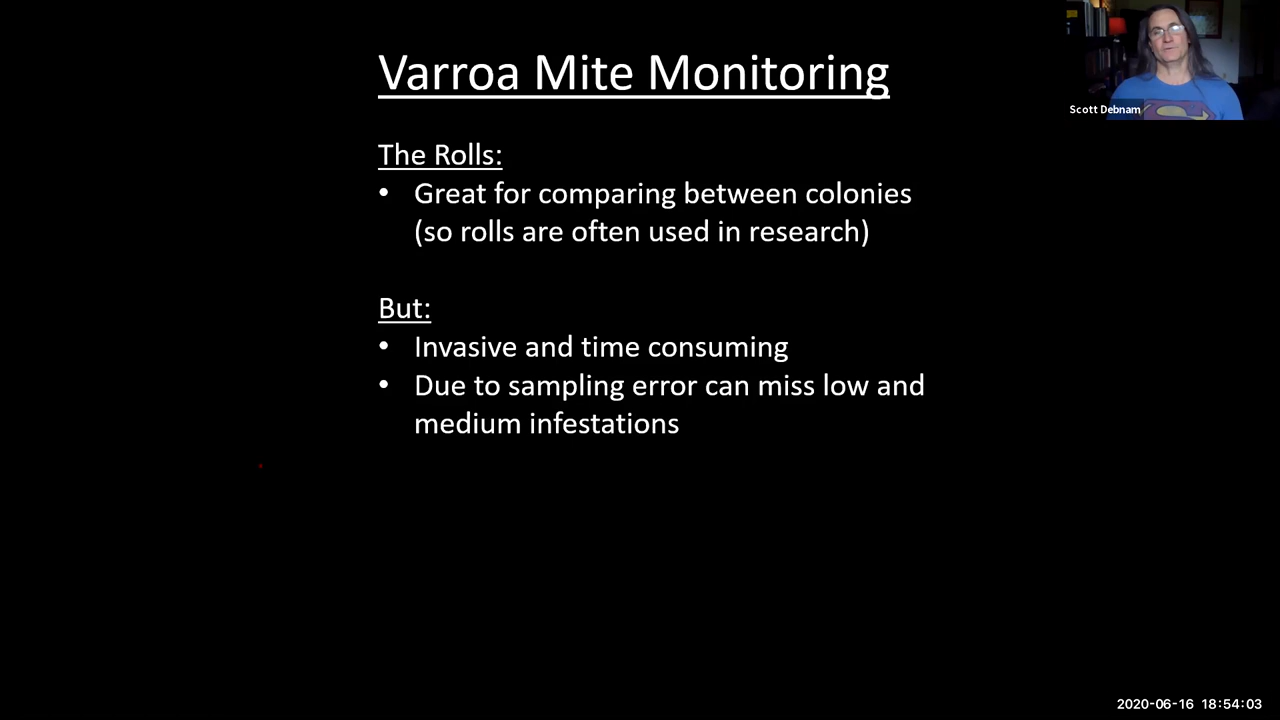 Varroa Mite Monitoring
Scott Debnam
The Rolls:
• Great for comparing between colonies
(so rolls are often used in research)
But:
• Invasive and time consuming
• Due to sampling error can miss low and
medium infestations
2020-06-16 18:54:03